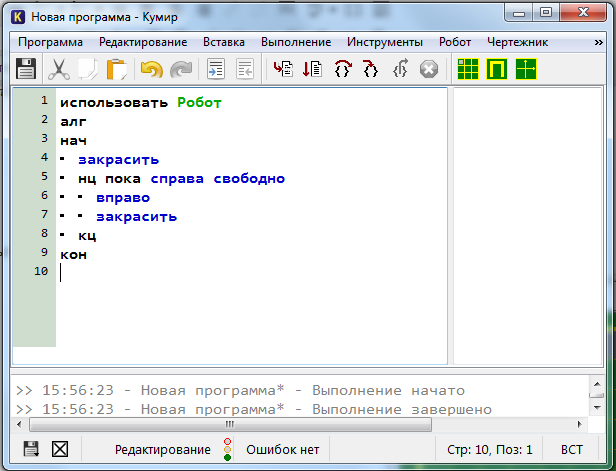 Новая программа - Кумир
Программа Редактирование Вставка Выполнение Инструменты Робот Чертежник »
1 использовать Робот
2 алг
3 нач
4 закрасить
5 нц пока справа свободно
6 вправо
7 закрасить
8 кц
9 кон
10
>> 15:56:23 - Новая программа* - Выполнение начато
>> 15:56:23 - Новая программа* - Выполнение завершено
Редактирование Ошибок нет Стр: 10, Поз: 1 ВСТ